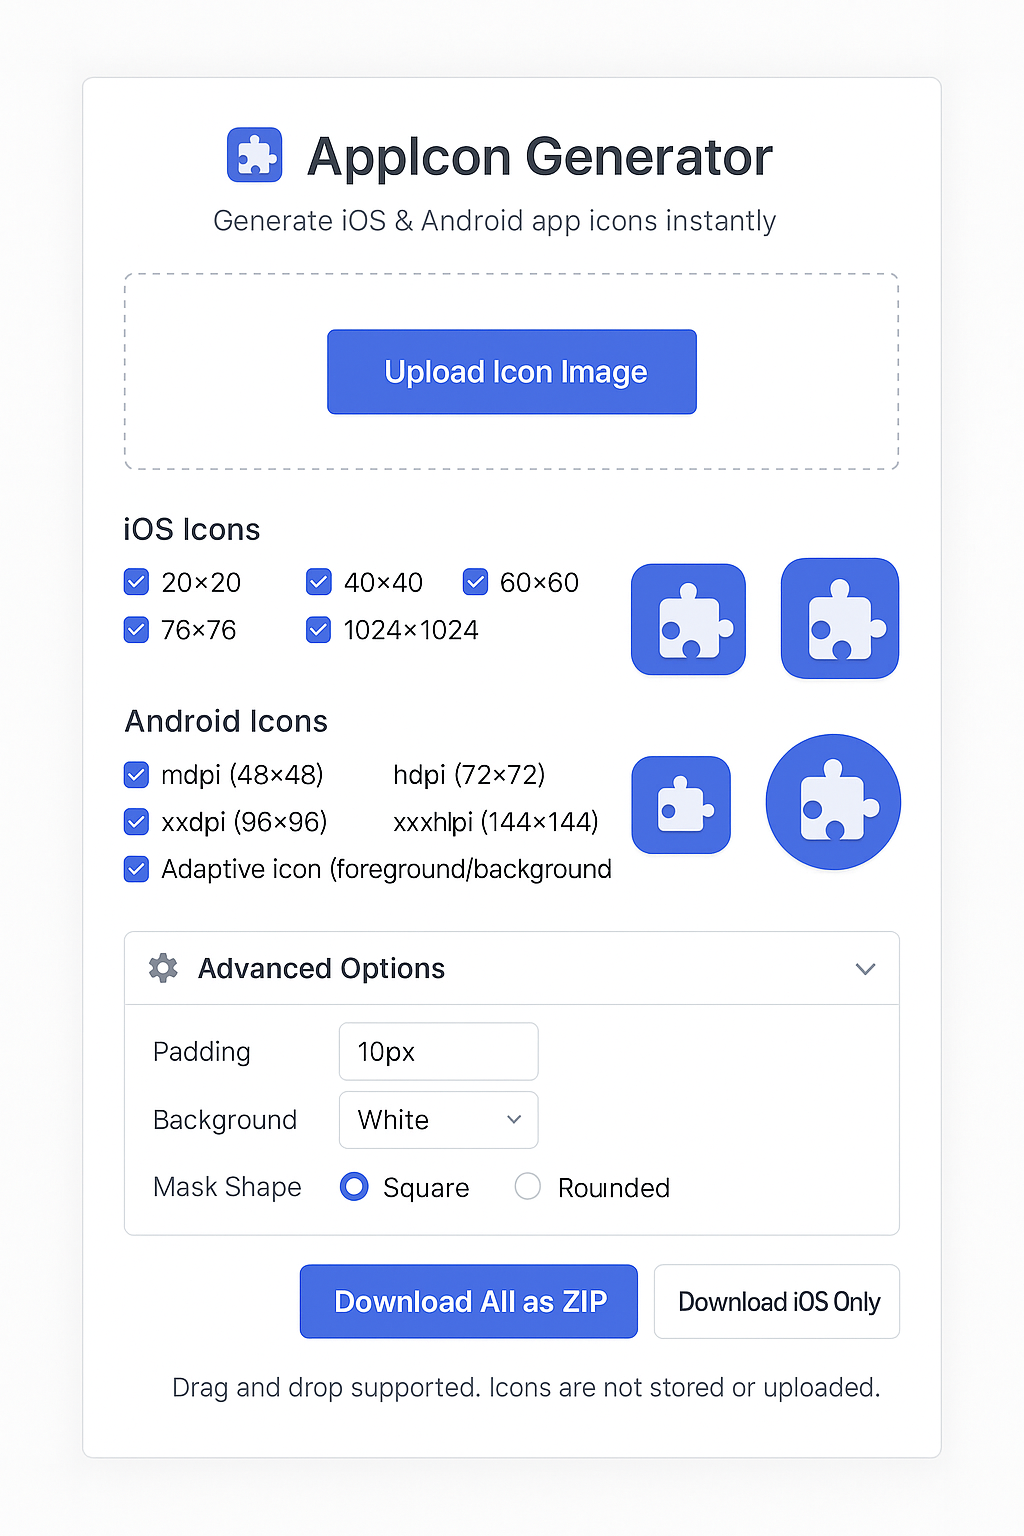 AppIcon Generator
Generate iOS & Android app icons instantly
Upload Icon Image
iOS Icons
20×20 40×40 60×60
76×76 1024×1024
Android Icons
mdpi (48×48) hdpi (72×72)
xxdpi (96×96) xxxhlpi (144×144)
Adaptive icon (foreground/background
Advanced Options
Padding 10px
Background White
Mask Shape Square Rouınded
Download All as ZIP Download iOS Only
Drag and drop supported. Icons are not stored or uploaded.